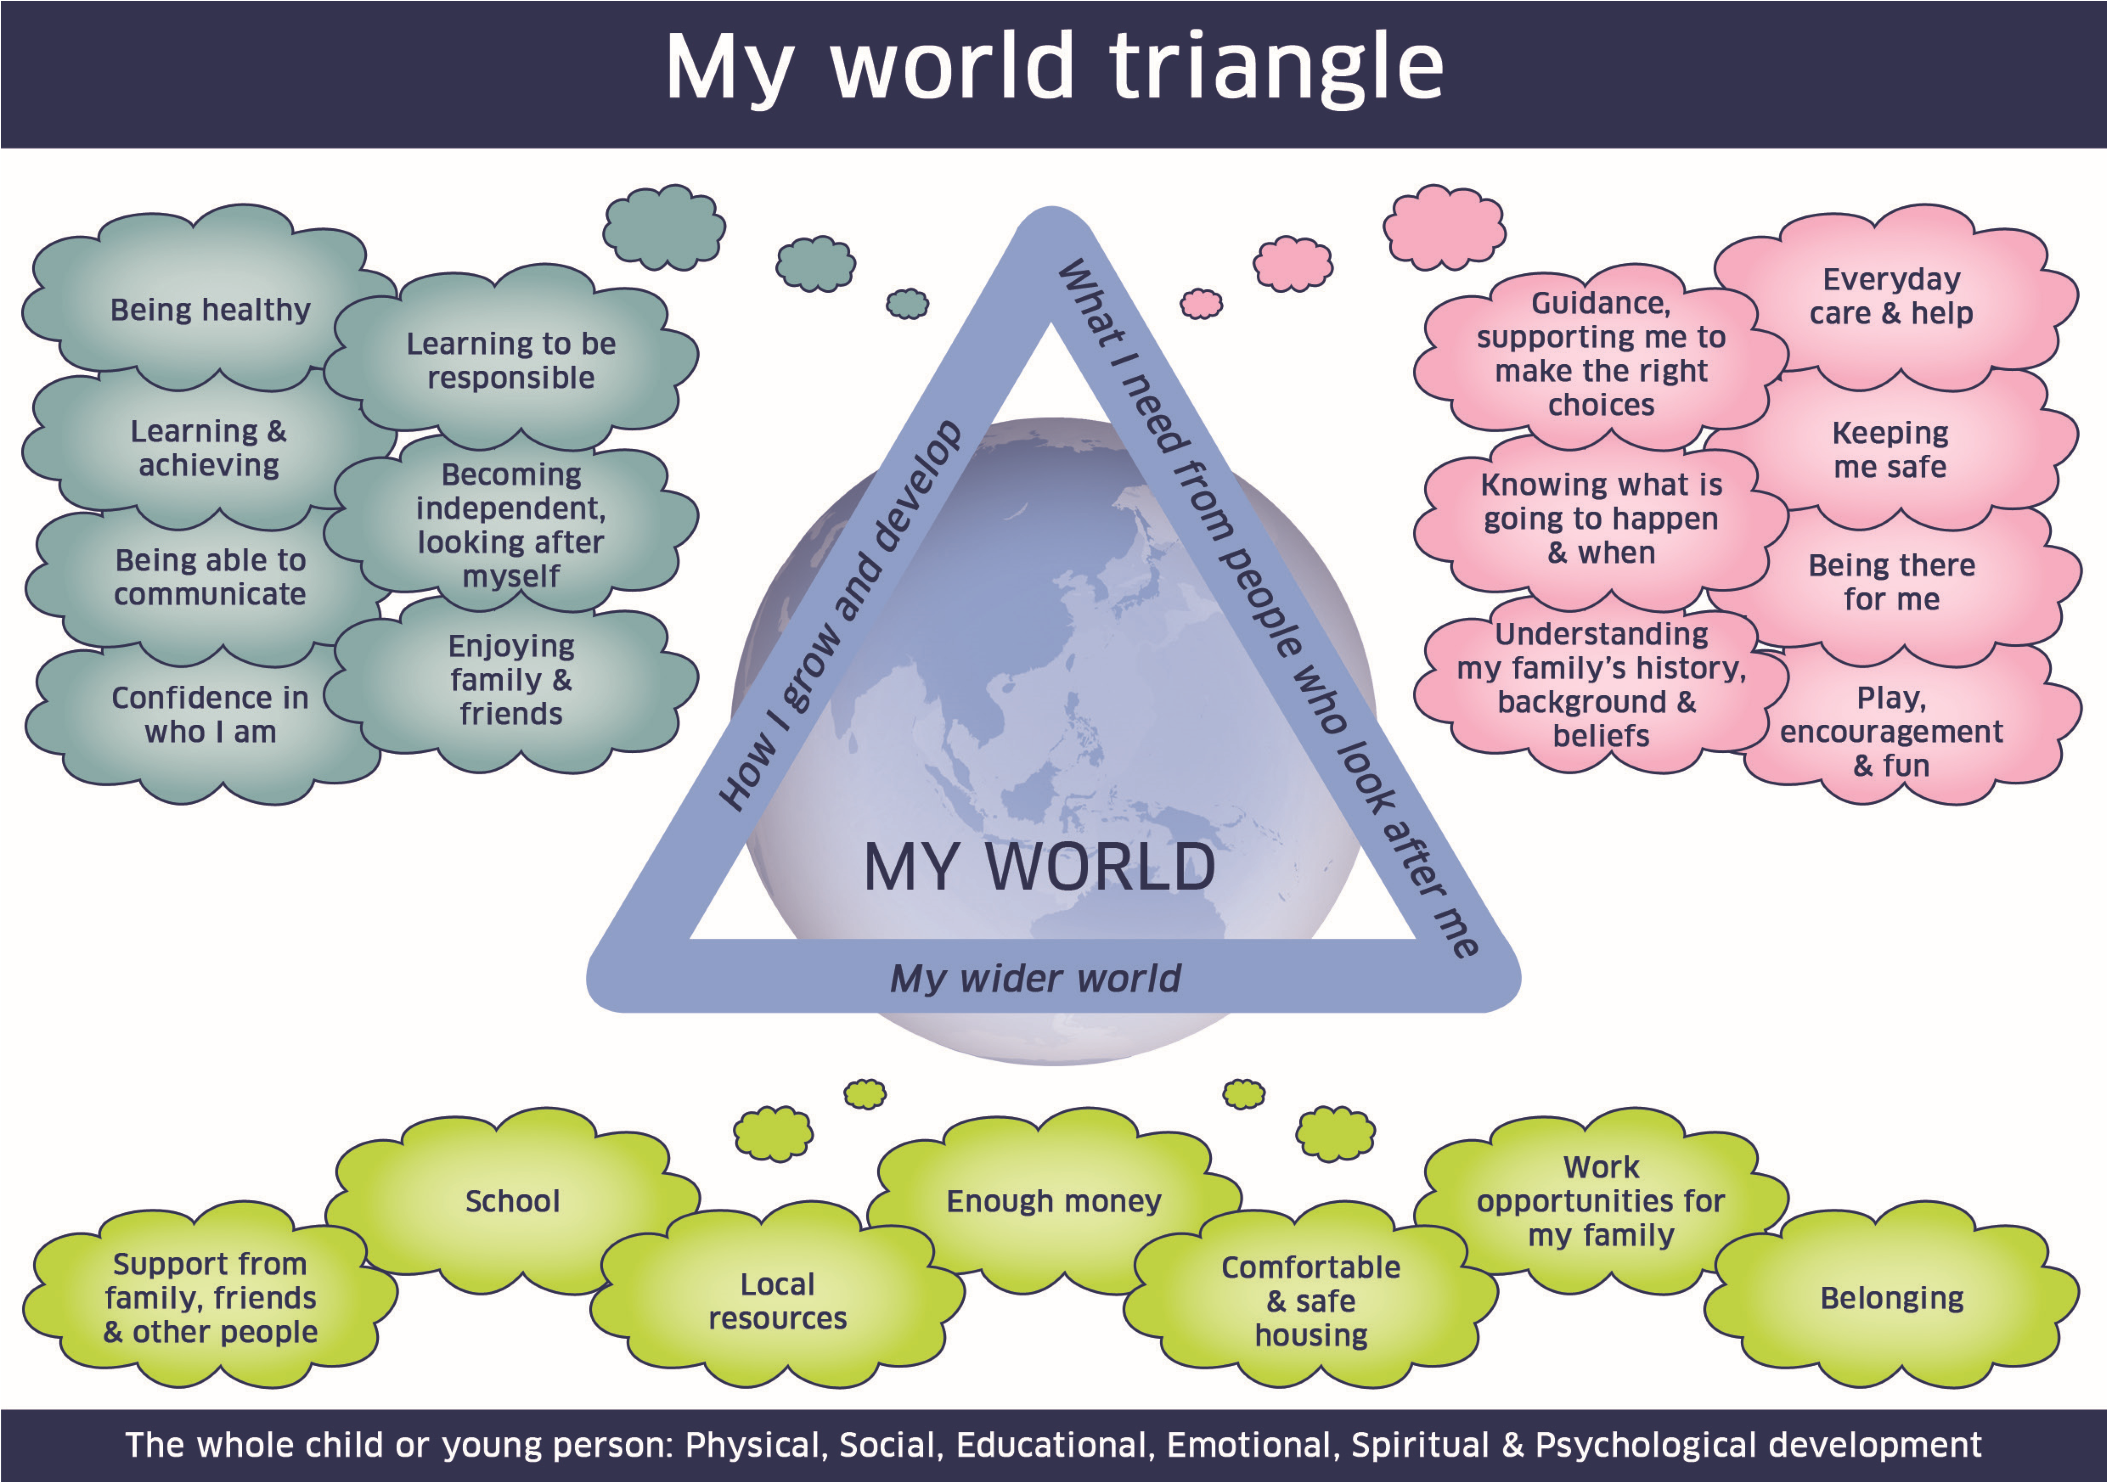 My world triangle
Being healthy
Learning &
achieving
Being able to
communicate
Confidence in
who I am
Learning to be
responsible
Becoming
independent,
looking after
myself
Enjoying
family &
friends
How I grow and develop
What I need from people who look after me
MY WORLD
My wider world
Guidance,
supporting me to
make the right
choices
Knowing what is
going to happen
& when
Understanding
my family’s history,
background &
beliefs
Everyday
care & help
Keeping
me safe
Being there
for me
Play,
encouragement
& fun
Support from
family, friends
& other people
School
Local
resources
Enough money
Comfortable
& safe
housing
Work
opportunities for
my family
Belonging
The whole child or young person: Physical, Social, Educational, Emotional, Spiritual & Psychological development